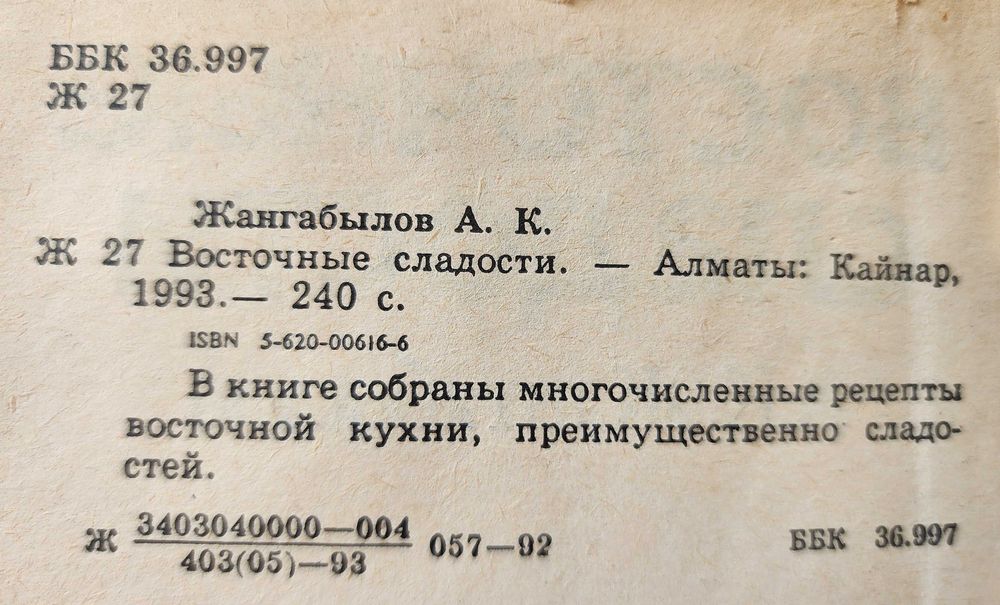 ББК 36.997
Ж 27
Жангабылов А. К.
Ж 27 Восточные сладости. — Алматы: Кайнар,
1993.— 240 с.
ISBN 5-620-00616-6
В книге собраны многочисленные рецепты
восточной кухни, преимущественно сладо-
стей.
Ж 3403040000—004 / 403(05)—93 057—92 ББК 36.997